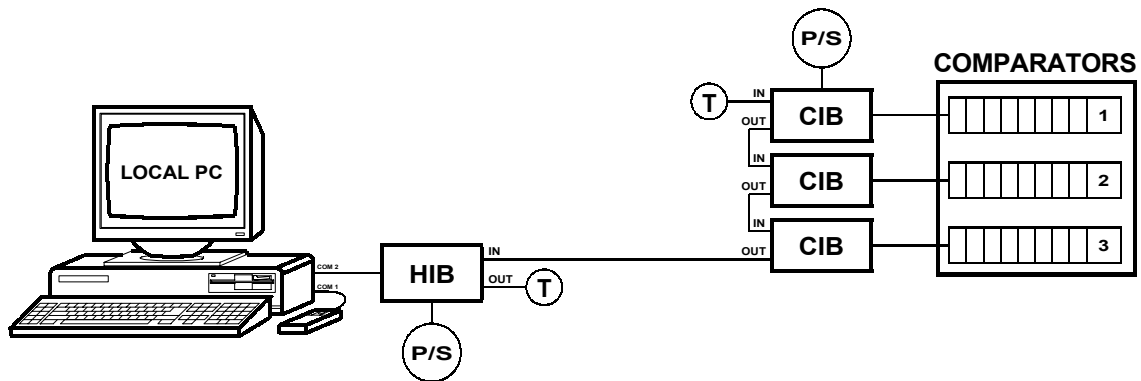 P/S
COMPARATORS
T
IN
CIB
1
OUT
IN
CIB
2
OUT
IN
CIB
3
OUT
LOCAL PC
COM 2
COM 1
HIB
IN
OUT
T
P/S